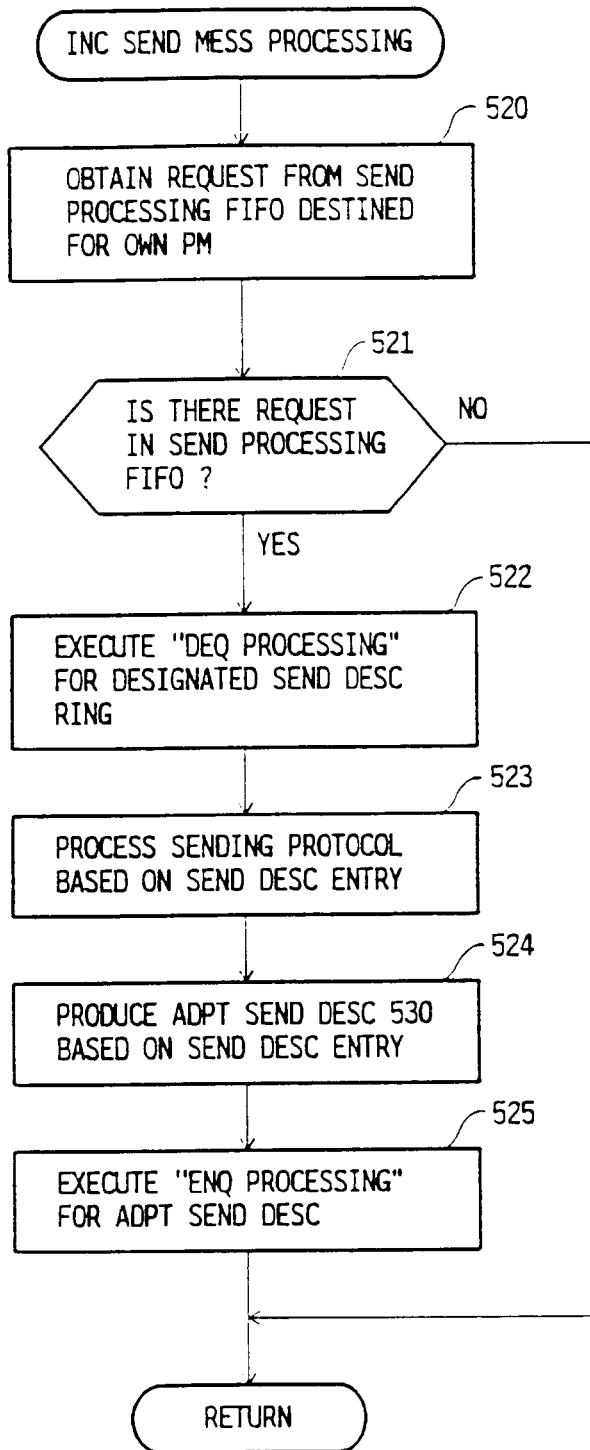 INC SEND MESS PROCESSING
520
OBTAIN REQUEST FROM SEND
PROCESSING FIFO DESTINED
FOR OWN PM
521
IS THERE REQUEST
IN SEND PROCESSING
FIFO ?
NO
YES
522
EXECUTE "DEQ PROCESSING"
FOR DESIGNATED SEND DESC
RING
523
PROCESS SENDING PROTOCOL
BASED ON SEND DESC ENTRY
524
PRODUCE ADPT SEND DESC 530
BASED ON SEND DESC ENTRY
525
EXECUTE "ENQ PROCESSING"
FOR ADPT SEND DESC
RETURN